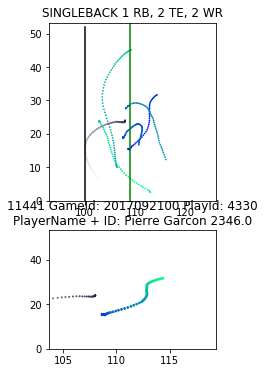 SINGLEBACK 1 RB, 2 TE, 2 WR
50
40
30
20
10
0
100 110 120
11441 GameId: 2017092100 PlayId: 4330
PlayerName + ID: Pierre Garcon 2346.0
40
20
0
105 110 115